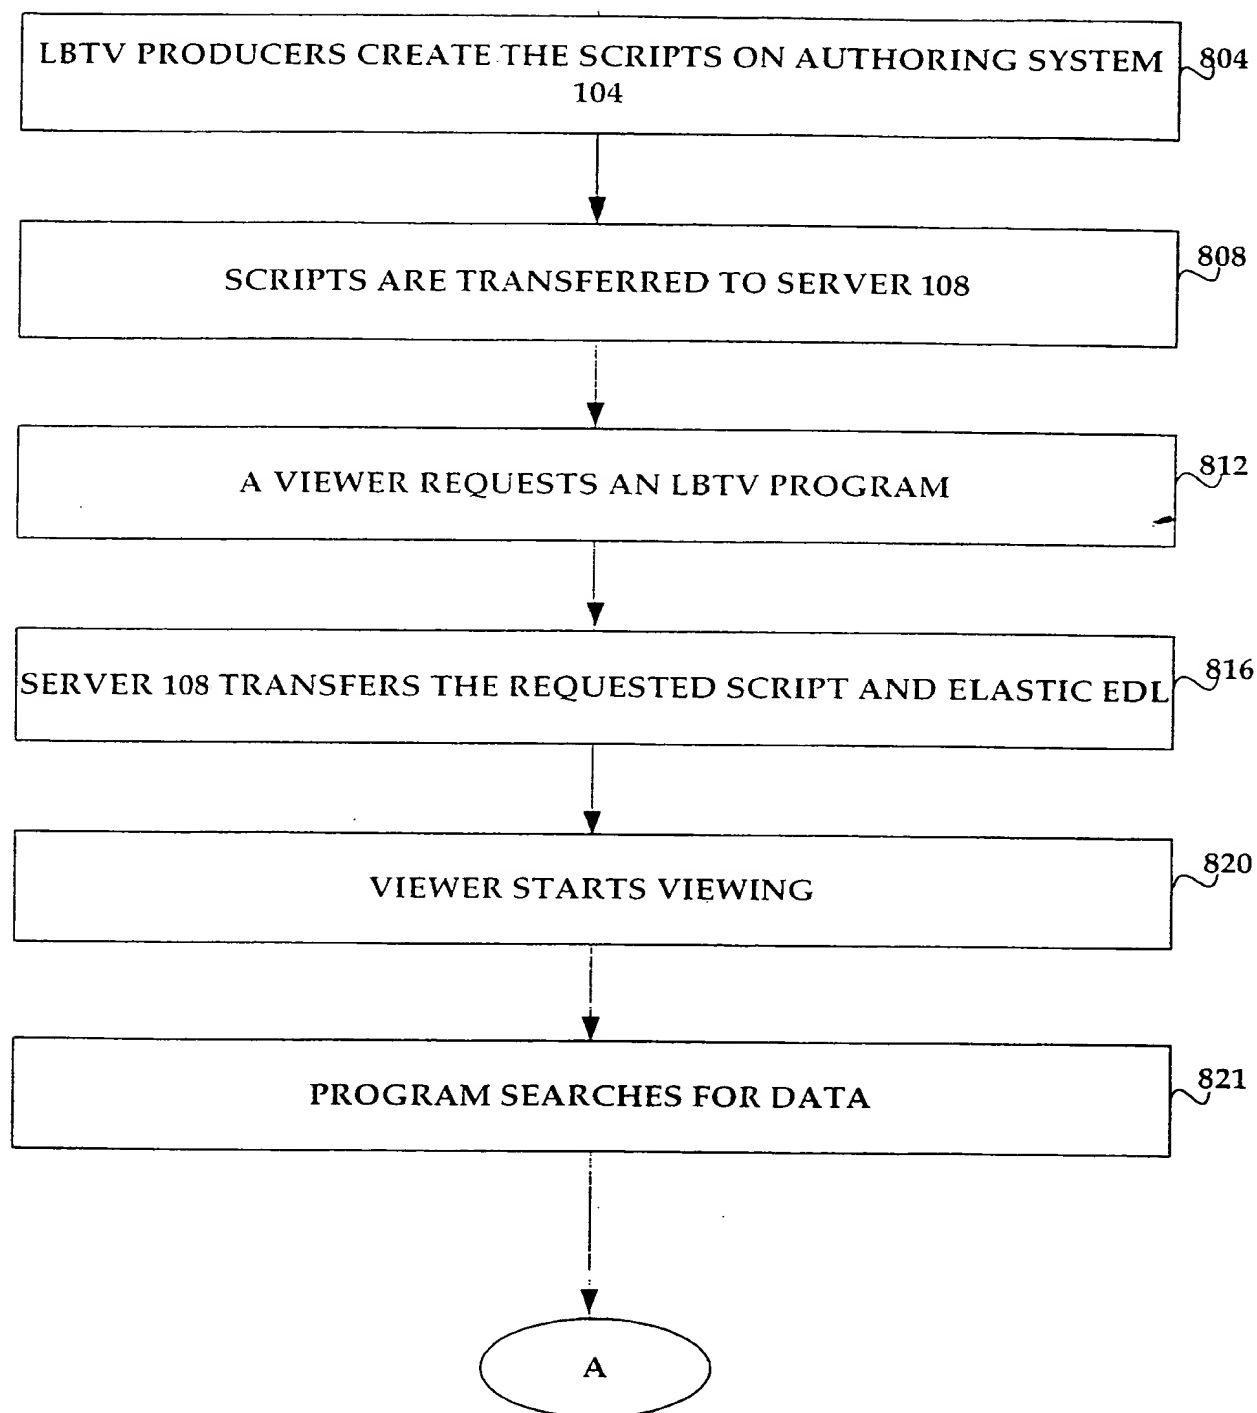 LBTV PRODUCERS CREATE THE SCRIPTS ON AUTHORING SYSTEM
104
804
SCRIPTS ARE TRANSFERRED TO SERVER 108
808
A VIEWER REQUESTS AN LBTV PROGRAM
812
SERVER 108 TRANSFERS THE REQUESTED SCRIPT AND ELASTIC EDL
816
VIEWER STARTS VIEWING
820
PROGRAM SEARCHES FOR DATA
821
A